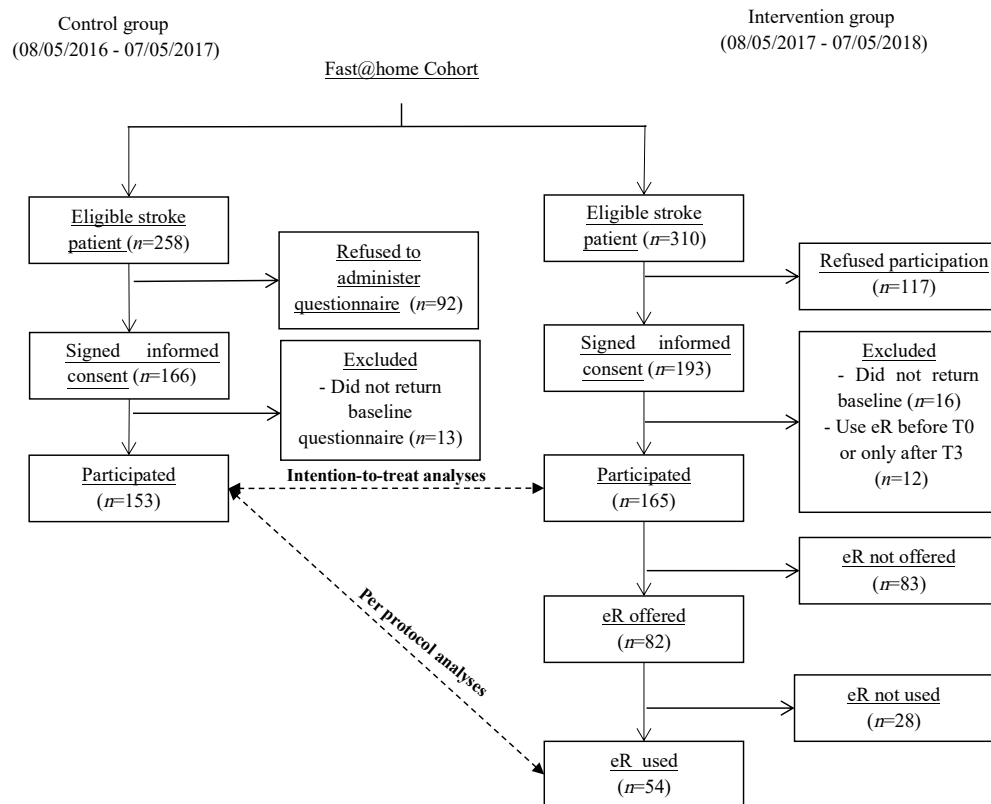 Control group
(08/05/2016 - 07/05/2017)
Intervention group
(08/05/2017 - 07/05/2018)
Fast@home Cohort
Eligible stroke
patient (n=258)
Refused to
administer
questionnaire (n=92)
Signed informed
consent (n=166)
Excluded
- Did not return
baseline
questionnaire (n=13)
Participated
(n=153)
Eligible stroke
patient (n=310)
Refused participation
(n=117)
Signed informed
consent (n=193)
Excluded
- Did not return
baseline (n=16)
- Use eR before T0
or only after T3
(n=12)
Intention-to-treat analyses
Participated
(n=165)
eR not offered
(n=83)
eR offered
(n=82)
Per protocol analyses
eR not used
(n=28)
eR used
(n=54)